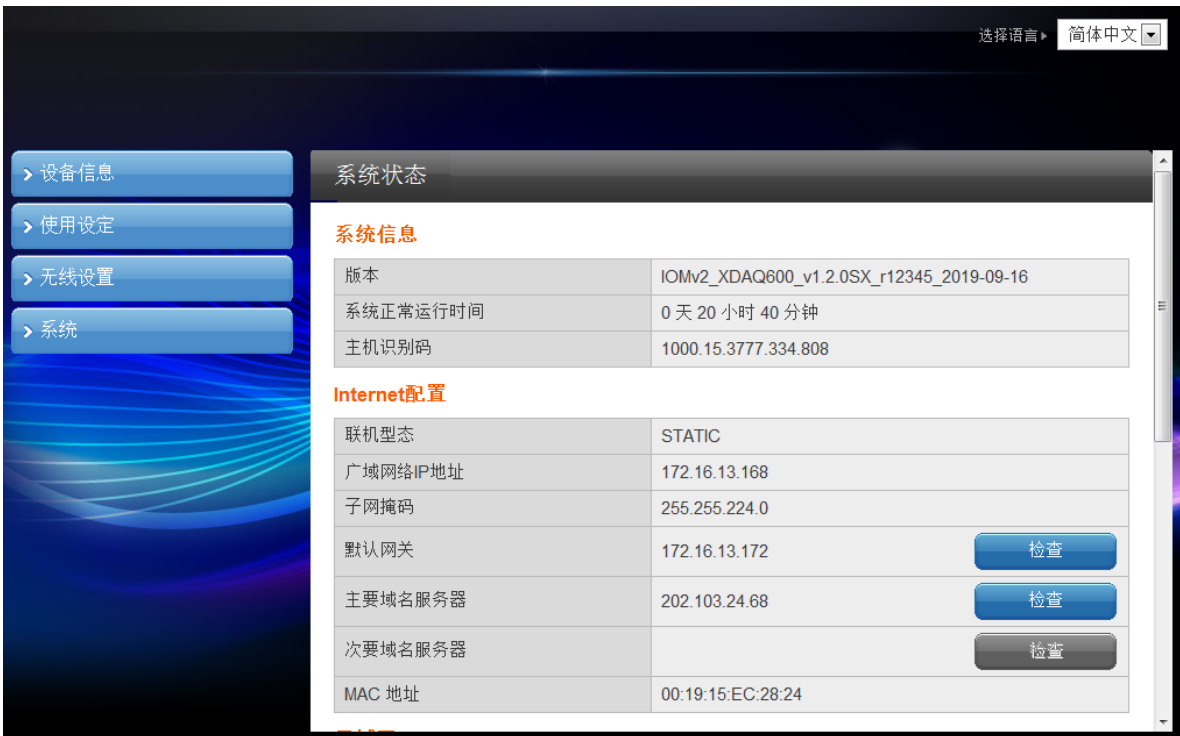 选择语言 简体中文
设备信息
使用设定
无线设置
系统
系统状态
系统信息
版本 IOMv2_XDAQ600_v1.2.0SX_r12345_2019-09-16
系统正常运行时间 0 天 20 小时 40 分钟
主机识别码 1000.15.3777.334.808
Internet配置
联机型态 STATIC
广域网络IP地址 172.16.13.168
子网掩码 255.255.224.0
默认网关 172.16.13.172 检查
主要域名服务器 202.103.24.68 检查
次要域名服务器 检查
MAC 地址 00:19:15:EC:28:24